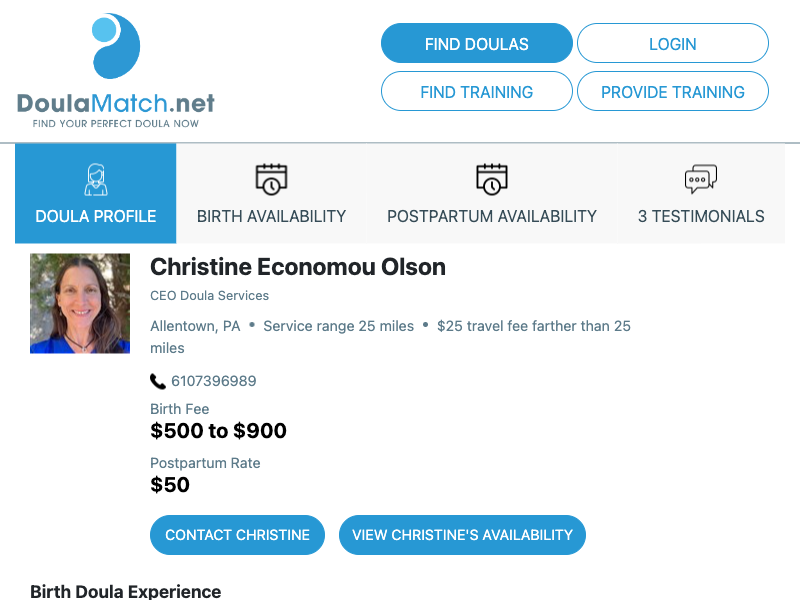 DoulaMatch.net
FIND YOUR PERFECT DOULA NOW
FIND DOULAS
LOGIN
FIND TRAINING
PROVIDE TRAINING
DOULA PROFILE
BIRTH AVAILABILITY
POSTPARTUM AVAILABILITY
3 TESTIMONIALS
Christine Economou Olson
CEO Doula Services
Allentown, PA • Service range 25 miles • $25 travel fee farther than 25
miles
6107396989
Birth Fee
$500 to $900
Postpartum Rate
$50
CONTACT CHRISTINE
VIEW CHRISTINE'S AVAILABILITY
Birth Doula Experience